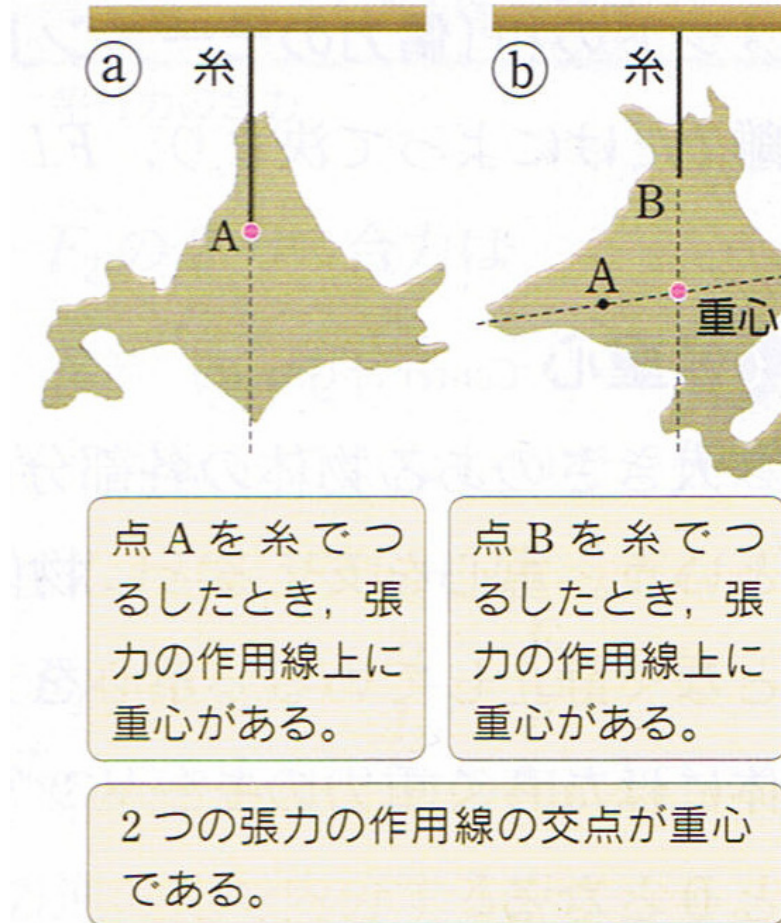 ⓐ 糸
A
ⓑ 糸
B
A
重心
点Aを糸でつ
るしたとき，張
力の作用線上に
重心がある。
点Bを糸でつ
るしたとき，張
力の作用線上に
重心がある。
2つの張力の作用線の交点が重心
である。